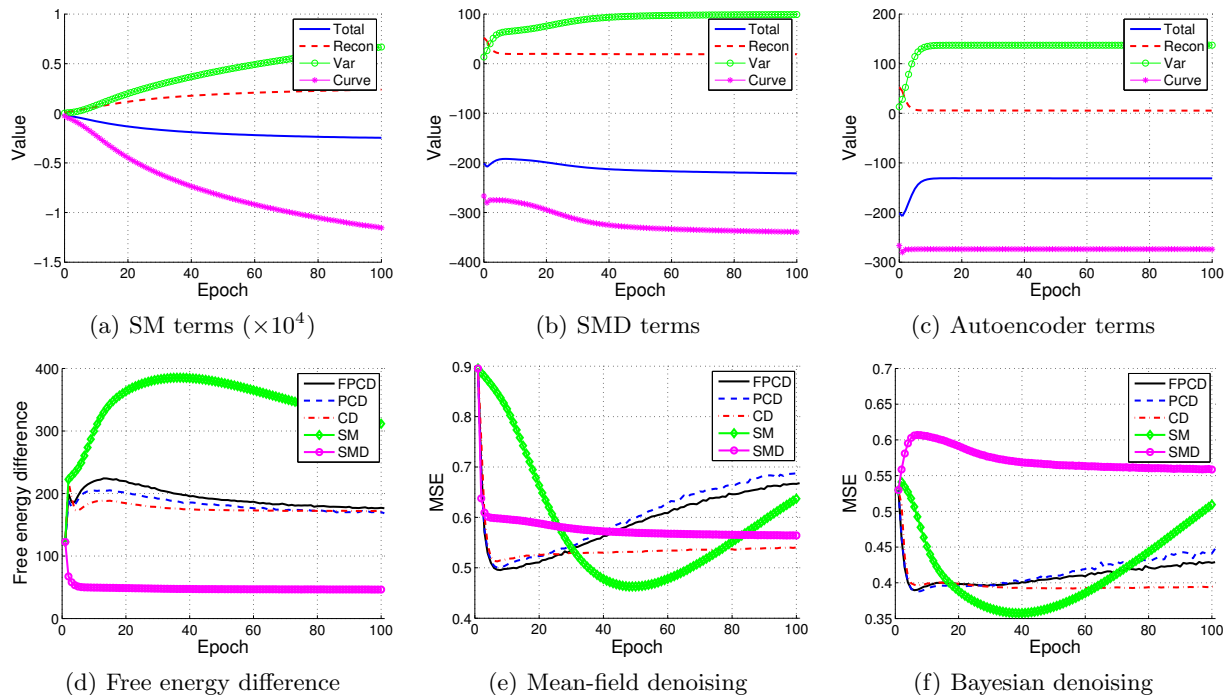 1
0.5
0
−0.5
−1
−1.5
0
20
40
60
80
100
Value
Epoch
Total
Recon
Var
Curve
(a) SM terms (×10⁴)
100
0
−100
−200
−300
−400
0
20
40
60
80
100
Value
Epoch
Total
Recon
Var
Curve
(b) SMD terms
200
100
0
−100
−200
−300
0
20
40
60
80
100
Value
Epoch
Total
Recon
Var
Curve
(c) Autoencoder terms
400
300
200
100
0
0
20
40
60
80
100
Free energy difference
Epoch
FPCD
PCD
CD
SM
SMD
(d) Free energy difference
0.9
0.8
0.7
0.6
0.5
0.4
0
20
40
60
80
100
MSE
Epoch
FPCD
PCD
CD
SM
SMD
(e) Mean-field denoising
0.7
0.65
0.6
0.55
0.5
0.45
0.4
0.35
0
20
40
60
80
100
MSE
Epoch
FPCD
PCD
CD
SM
SMD
(f) Bayesian denoising